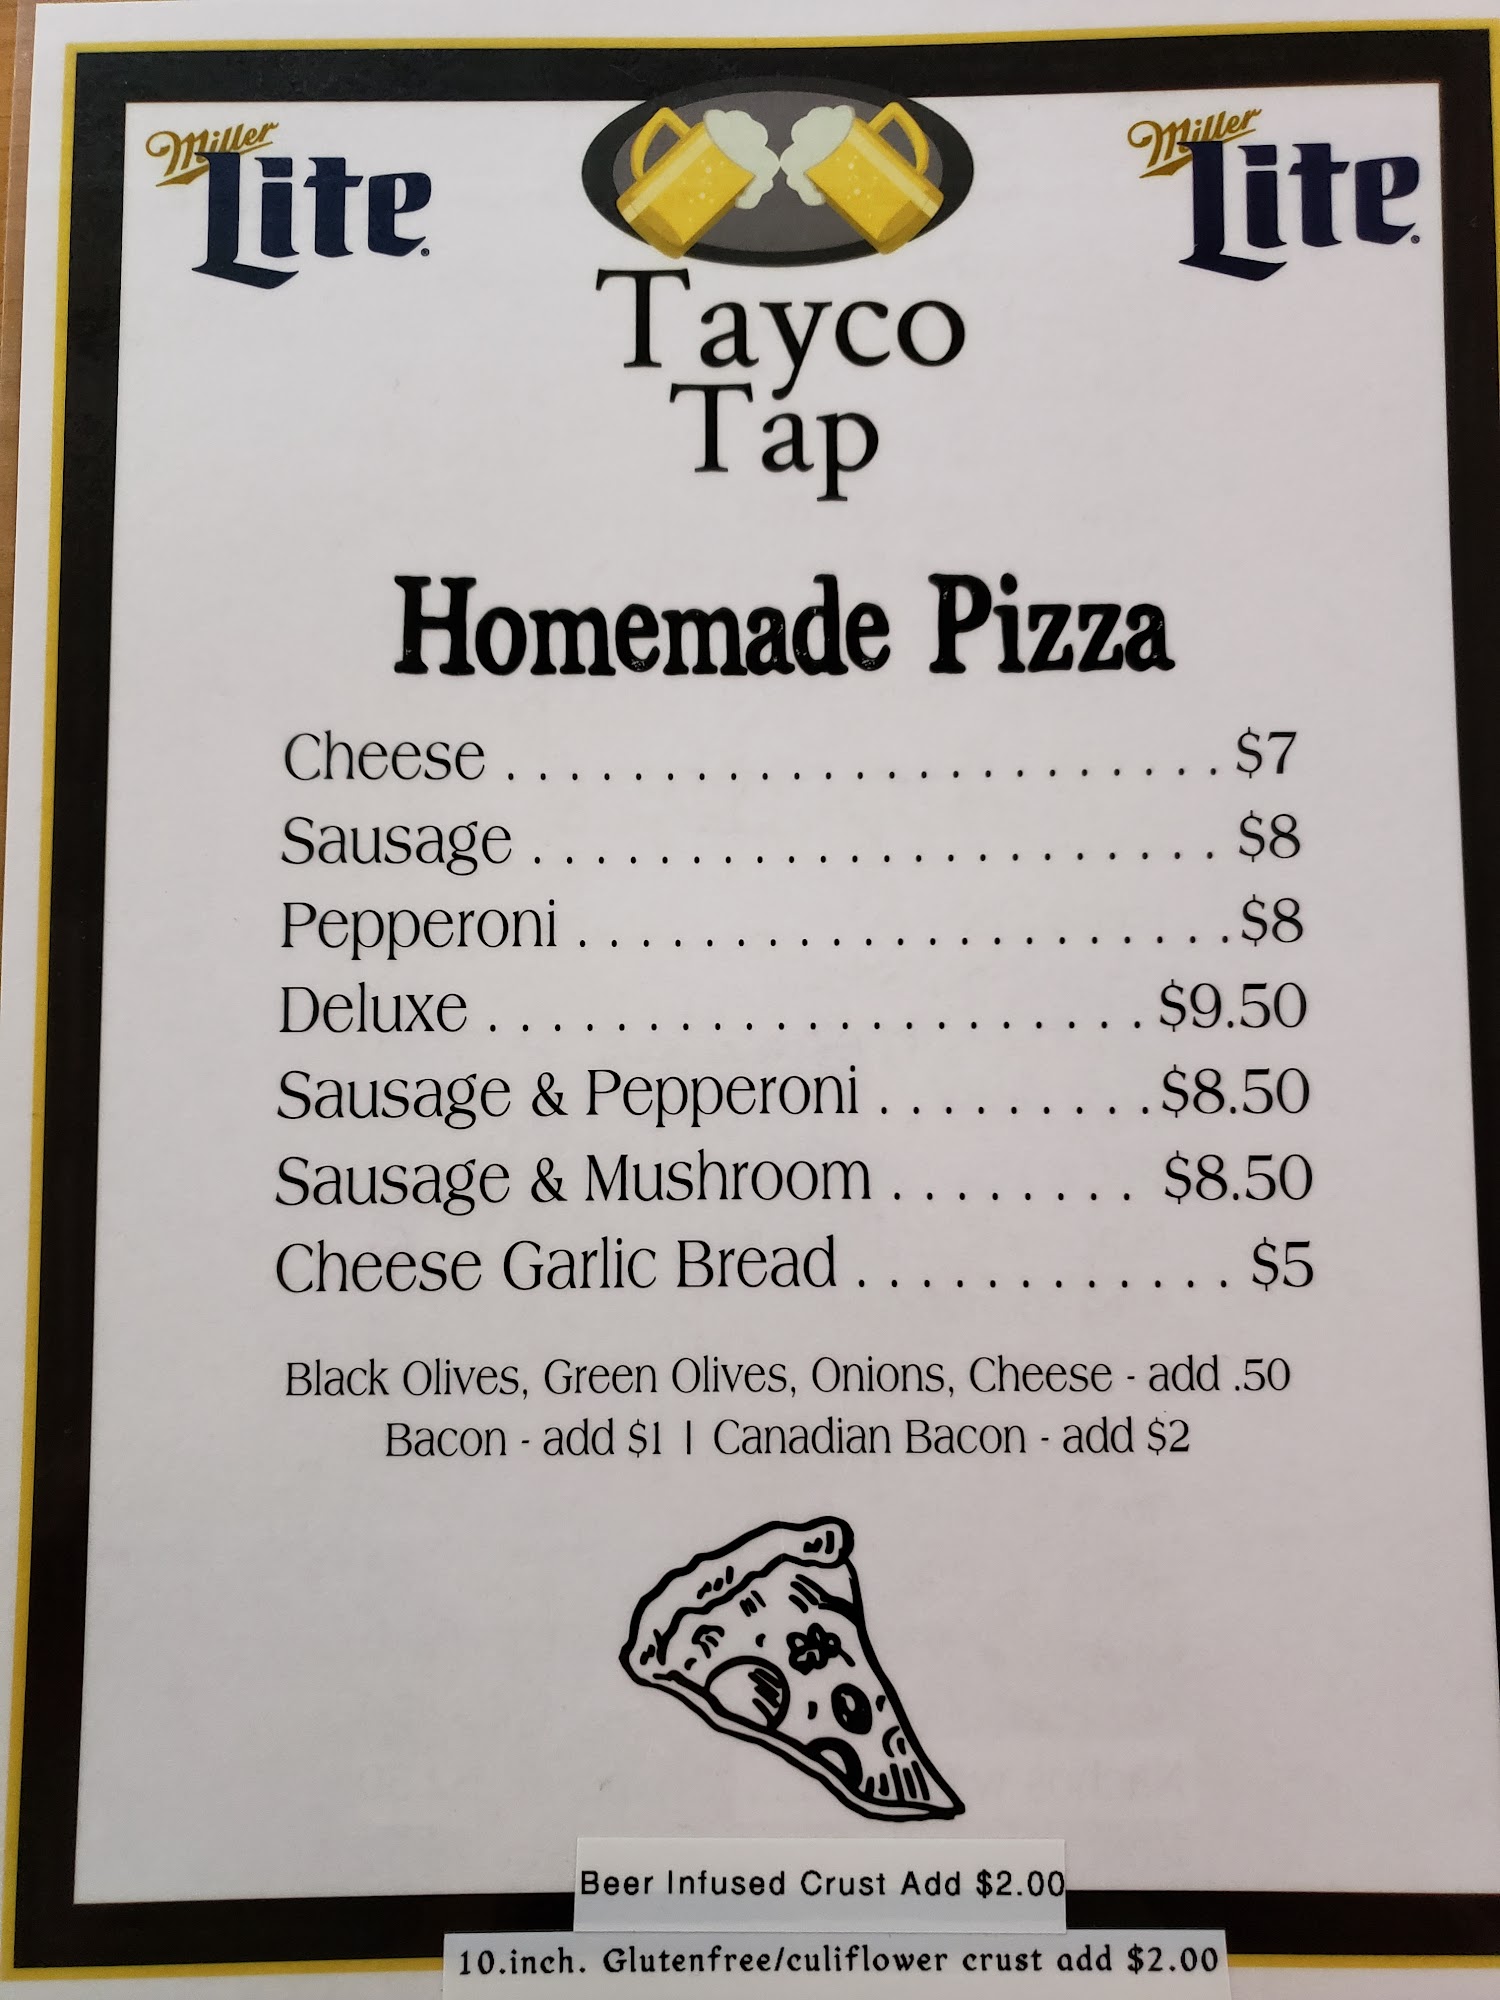 Miller Lite
Miller Lite
Tayco
Tap
Homemade Pizza
Cheese . . . . . . . . . . . . . . . . . . . . . . . $7
Sausage . . . . . . . . . . . . . . . . . . . . . . $8
Pepperoni . . . . . . . . . . . . . . . . . . . . . $8
Deluxe . . . . . . . . . . . . . . . . . . . . . $9.50
Sausage & Pepperoni . . . . . . . . . $8.50
Sausage & Mushroom . . . . . . . . $8.50
Cheese Garlic Bread . . . . . . . . . . . . $5
Black Olives, Green Olives, Onions, Cheese - add .50
Bacon - add $1 | Canadian Bacon - add $2
Beer Infused Crust Add $2.00
10.inch. Glutenfree/culiflower crust add $2.00